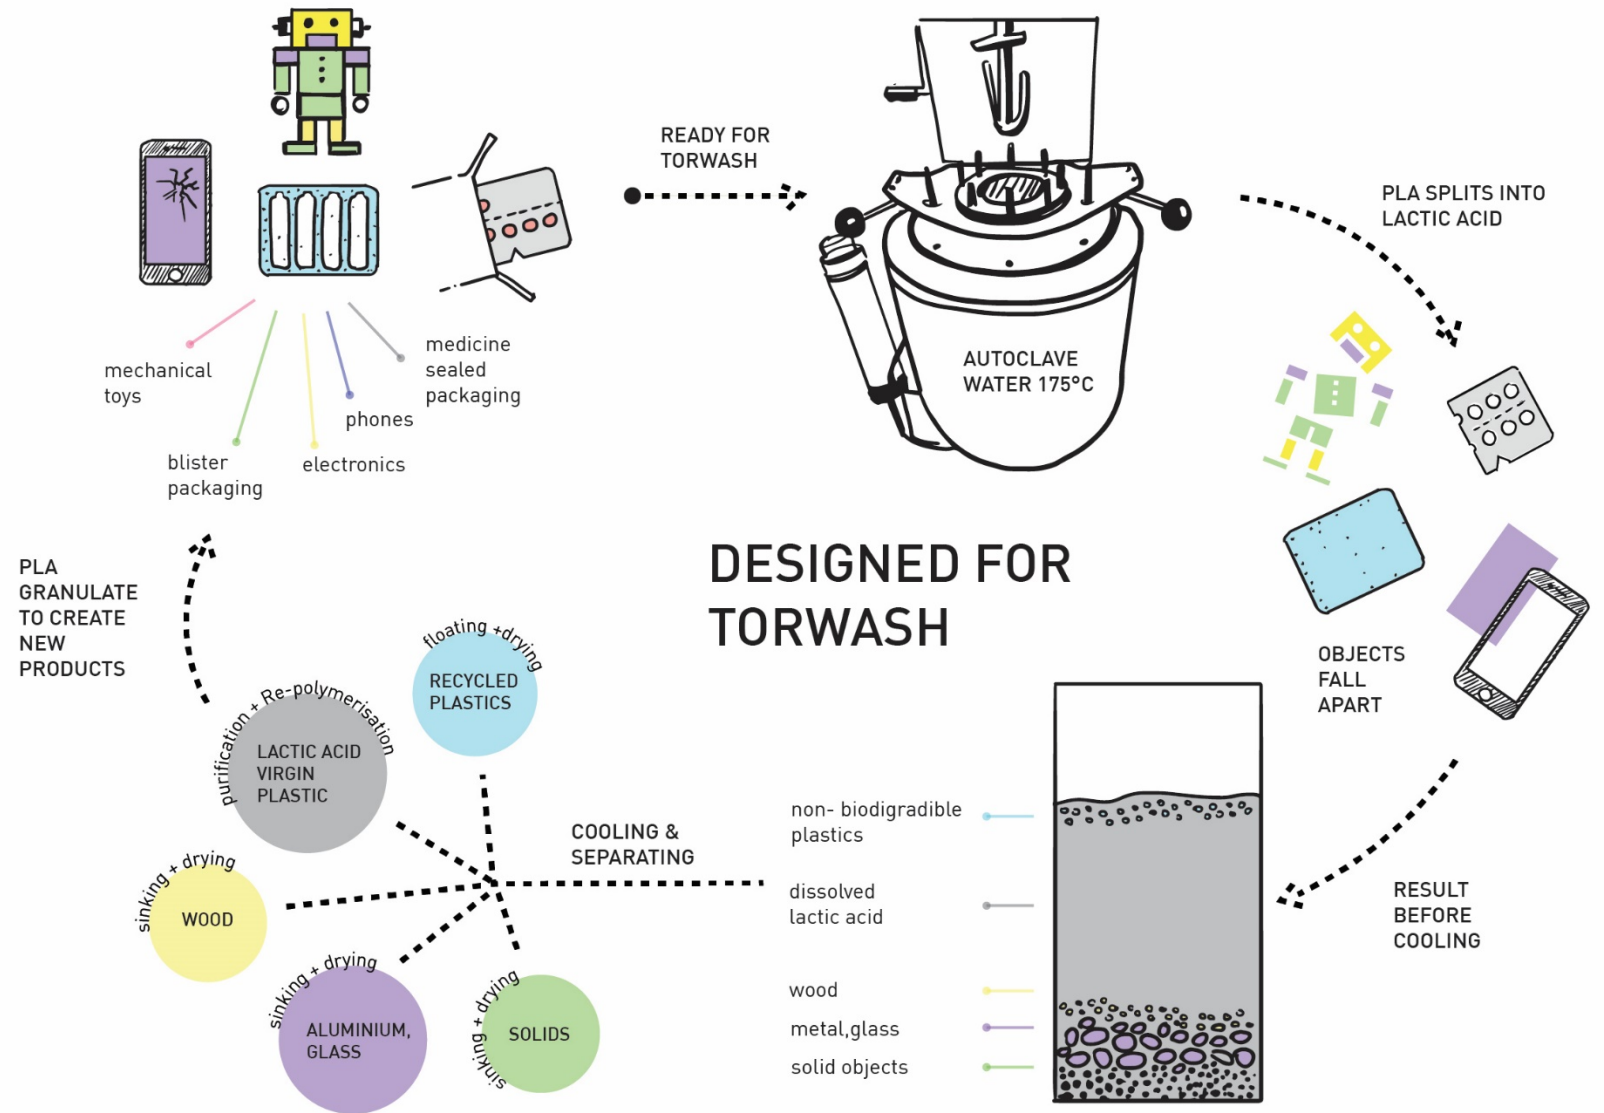 READY FOR
TORWASH
PLA SPLITS INTO
LACTIC ACID
AUTOCLAVE
WATER 175°C
mechanical
toys
blister
packaging
electronics
phones
medicine
sealed
packaging
DESIGNED FOR
TORWASH
OBJECTS
FALL
APART
RESULT
BEFORE
COOLING
non- biodigradible
plastics
dissolved
lactic acid
wood
metal,glass
solid objects
COOLING &
SEPARATING
floating +drying
RECYCLED
PLASTICS
purification + Re-polymerisation
LACTIC ACID
VIRGIN
PLASTIC
sinking + drying
WOOD
sinking + drying
ALUMINIUM,
GLASS
sinking + drying
SOLIDS
PLA
GRANULATE
TO CREATE
NEW
PRODUCTS